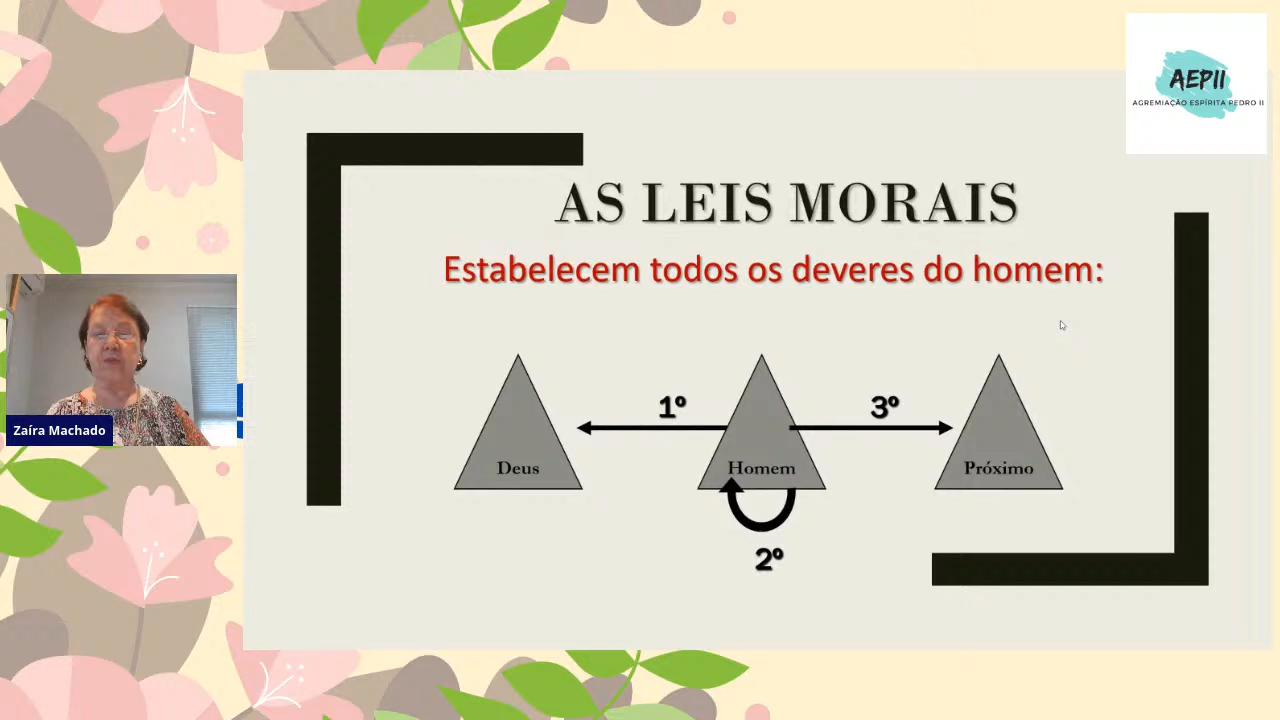 AEPII
AGREMIAÇÃO ESPÍRITA PEDRO II
AS LEIS MORAIS
Estabelecem todos os deveres do homem:
1º
3º
Deus
Homem
Próximo
2º
Zaíra Machado